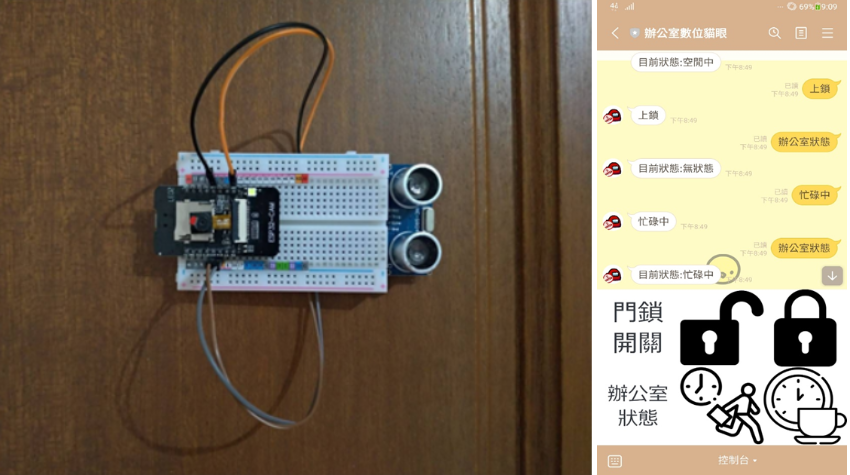 69% 9:09
辦公室數位貓眼
目前狀態:空閒中
下午8:49
已讀
下午8:49
上鎖
上鎖
下午8:49
已讀
下午8:49
辦公室狀態
目前狀態:無狀態
下午8:49
已讀
下午8:49
忙碌中
忙碌中
下午8:49
已讀
下午8:49
辦公室狀態
目前狀態:忙碌中
門鎖
開關
辦公室
狀態
控制台
ESP32-CAM